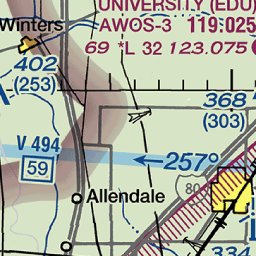 UNIVERSITY (EDU)
Winters
AWOS-3 119.025
69 *L 32 123.075
402
(253)
368
(303)
V 494
59
257°
80
Allendale
334